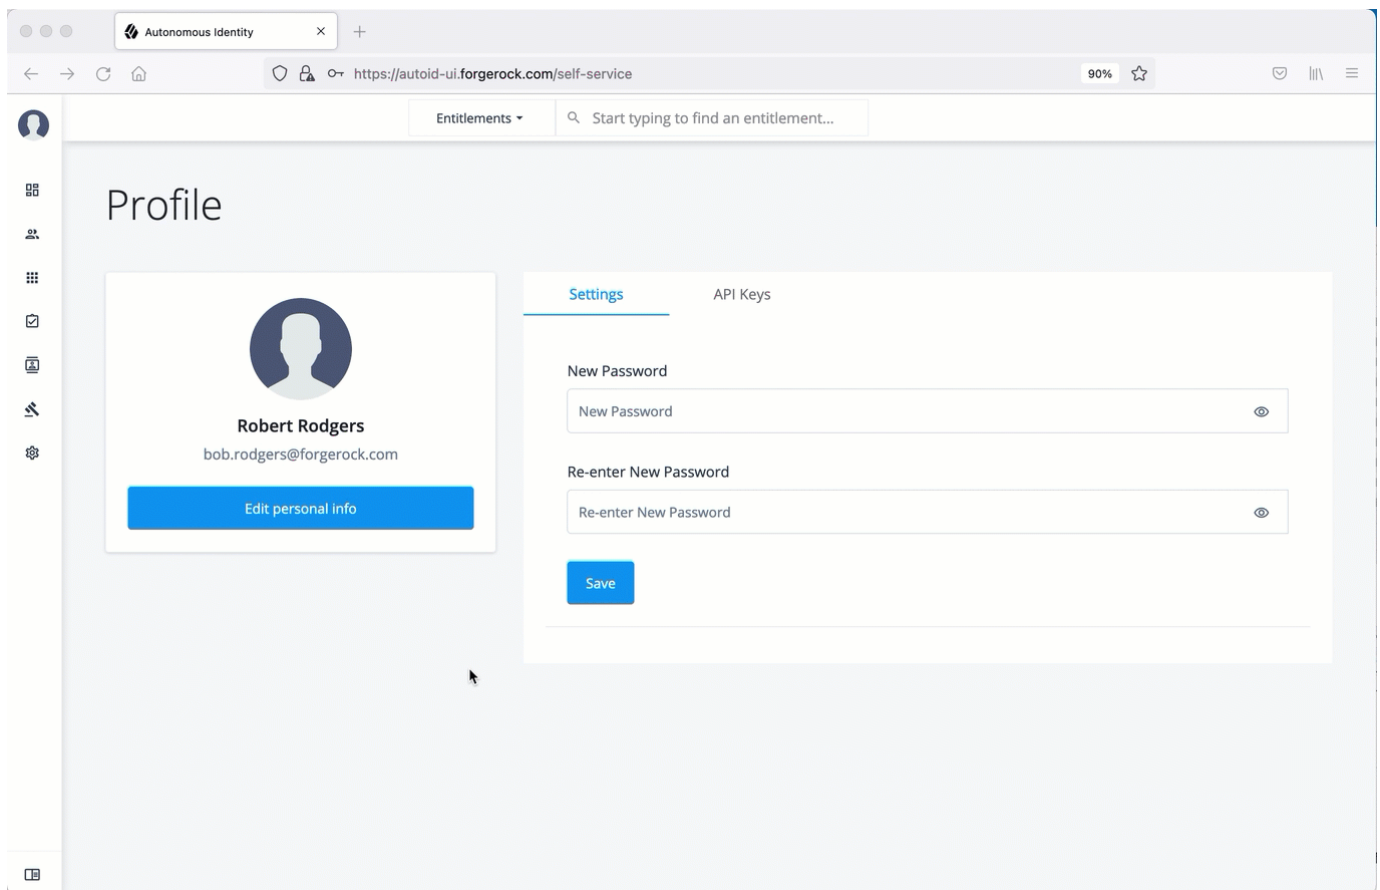 Autonomous Identity
https://autoid-ui.forgerock.com/self-service
90%
Entitlements
Start typing to find an entitlement...
Profile
Robert Rodgers
bob.rodgers@forgerock.com
Edit personal info
Settings API Keys
New Password
New Password
Re-enter New Password
Re-enter New Password
Save